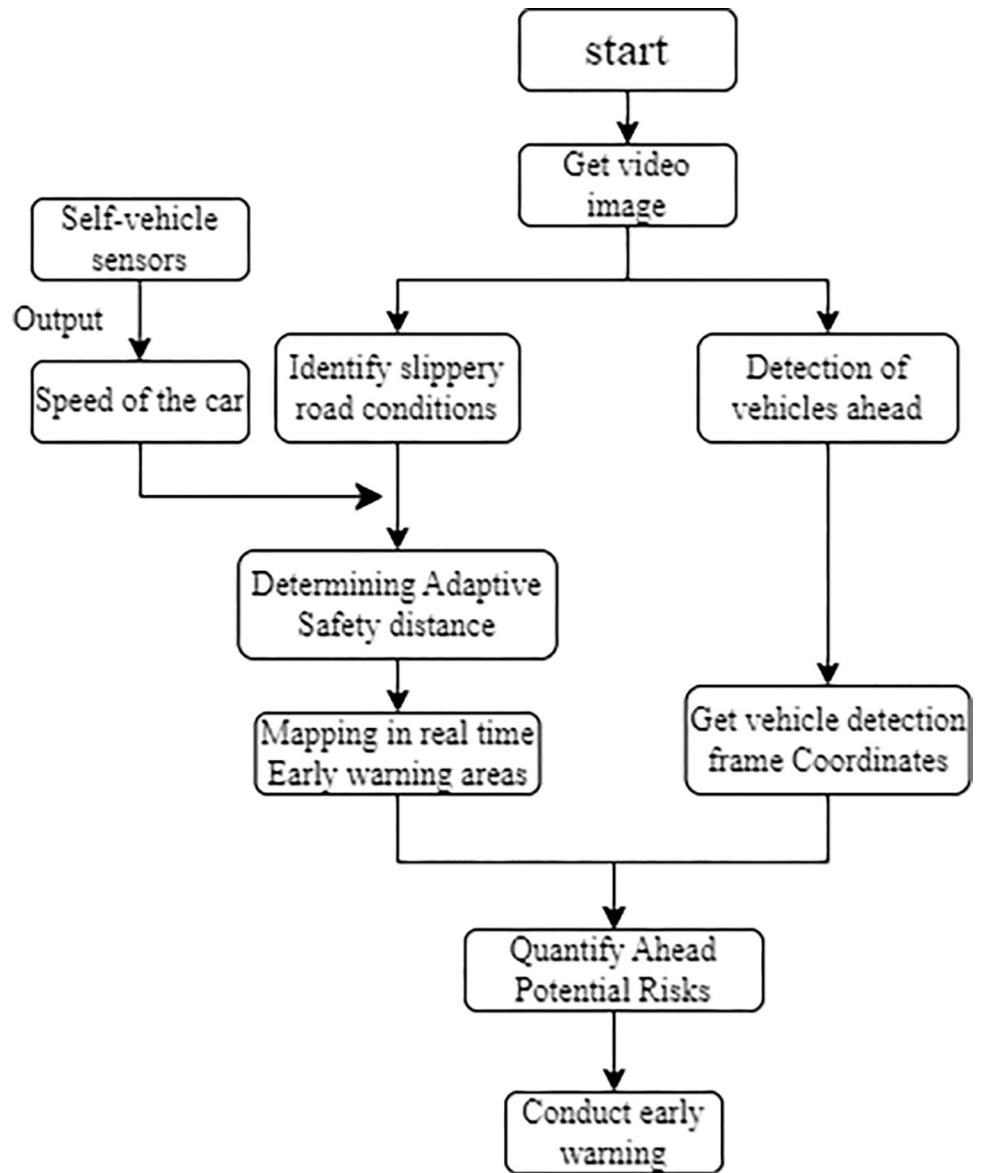 start
Get video
image
Self-vehicle
sensors
Output
Speed of the car
Identify slippery
road conditions
Detection of
vehicles ahead
Determining Adaptive
Safety distance
Mapping in real time
Early warning areas
Get vehicle detection
frame Coordinates
Quantify Ahead
Potential Risks
Conduct early
warning